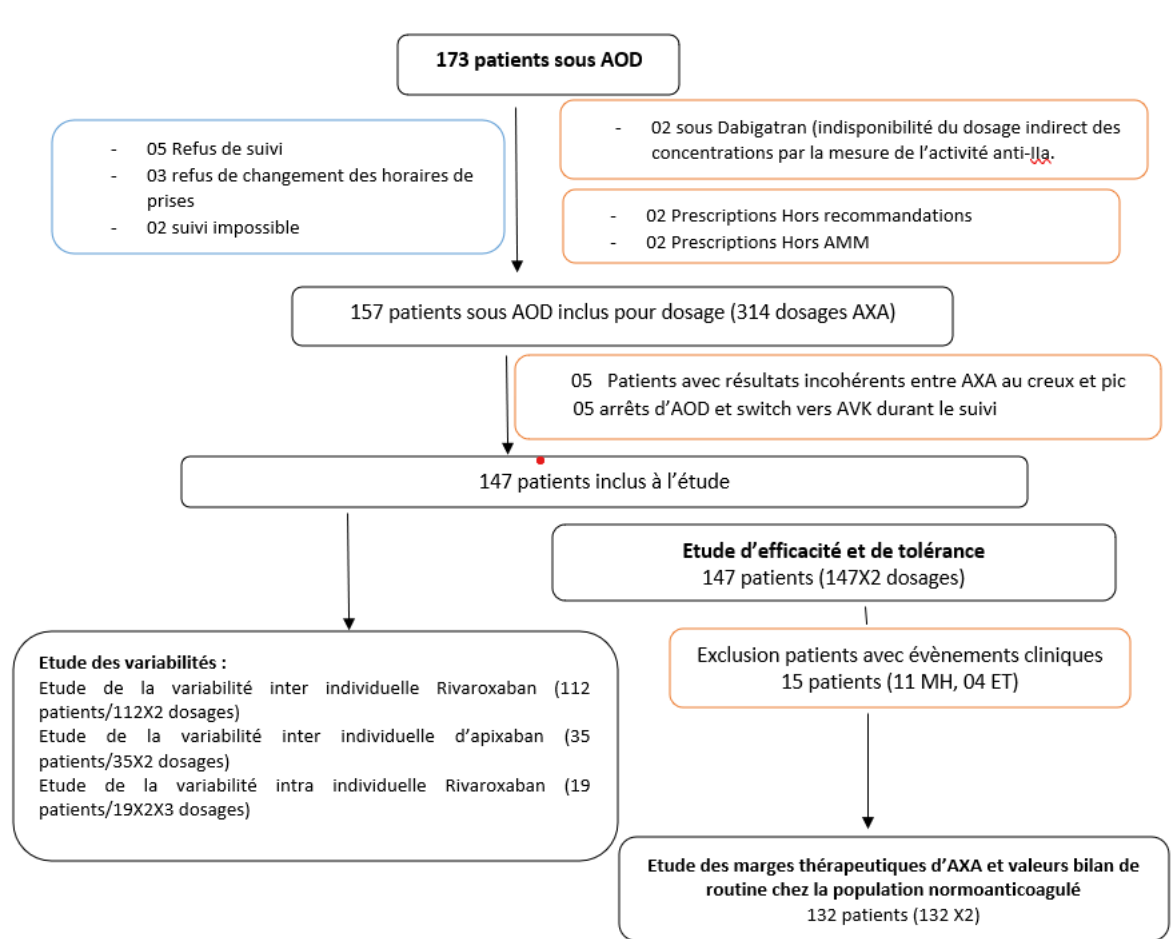 173 patients sous AOD
- 05 Refus de suivi
- 03 refus de changement des horaires de
prises
- 02 suivi impossible
- 02 sous Dabigatran (indisponibilité du dosage indirect des
concentrations par la mesure de l’activité anti-IIa.
- 02 Prescriptions Hors recommandations
- 02 Prescriptions Hors AMM
157 patients sous AOD inclus pour dosage (314 dosages AXA)
05 Patients avec résultats incohérents entre AXA au creux et pic
05 arrêts d’AOD et switch vers AVK durant le suivi
147 patients inclus à l’étude
Etude d’efficacité et de tolérance
147 patients (147X2 dosages)
Exclusion patients avec évènements cliniques
15 patients (11 MH, 04 ET)
Etude des variabilités :
Etude de la variabilité inter individuelle Rivaroxaban (112
patients/112X2 dosages)
Etude de la variabilité inter individuelle d’apixaban (35
patients/35X2 dosages)
Etude de la variabilité intra individuelle Rivaroxaban (19
patients/19X2X3 dosages)
Etude des marges thérapeutiques d’AXA et valeurs bilan de
routine chez la population normoanticoagulé
132 patients (132 X2)